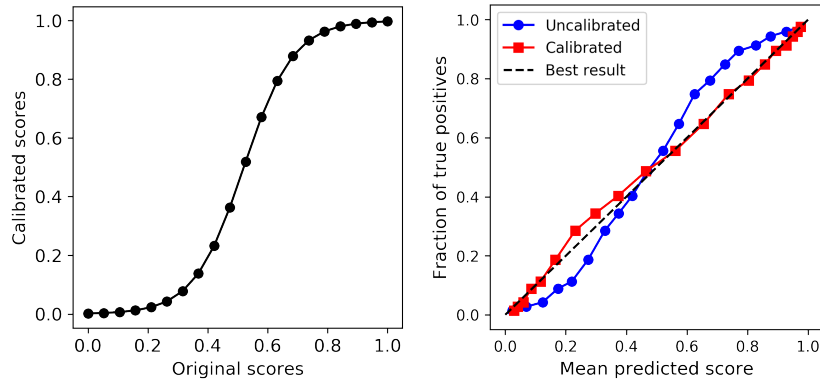 1.0
0.8
0.6
0.4
0.2
0.0
Calibrated scores
0.0 0.2 0.4 0.6 0.8 1.0
Original scores
Uncalibrated
Calibrated
Best result
1.0
0.8
0.6
0.4
0.2
0.0
Fraction of true positives
0.0 0.2 0.4 0.6 0.8 1.0
Mean predicted score